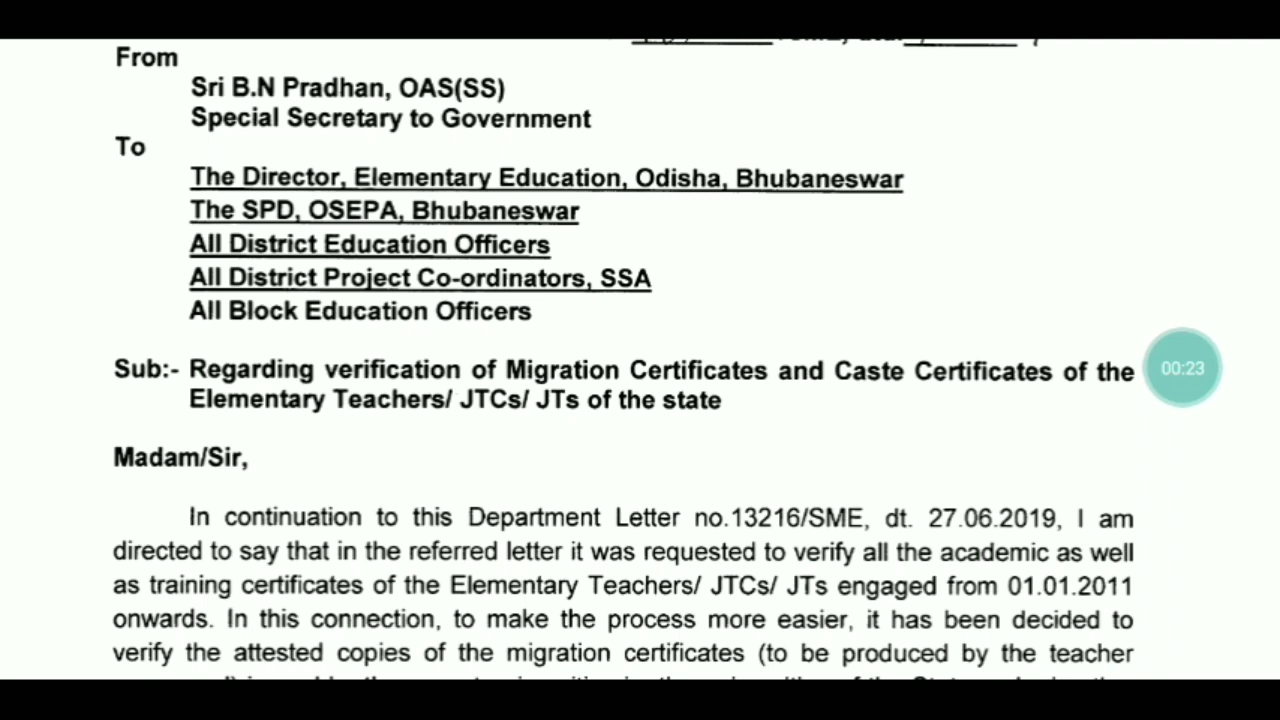 From
Sri B.N Pradhan, OAS(SS)
Special Secretary to Government
To
The Director, Elementary Education, Odisha, Bhubaneswar
The SPD, OSEPA, Bhubaneswar
All District Education Officers
All District Project Co-ordinators, SSA
All Block Education Officers
Sub:- Regarding verification of Migration Certificates and Caste Certificates of the
Elementary Teachers/ JTCs/ JTs of the state
00:23
Madam/Sir,
In continuation to this Department Letter no.13216/SME, dt. 27.06.2019, I am
directed to say that in the referred letter it was requested to verify all the academic as well
as training certificates of the Elementary Teachers/ JTCs/ JTs engaged from 01.01.2011
onwards. In this connection, to make the process more easier, it has been decided to
verify the attested copies of the migration certificates (to be produced by the teacher